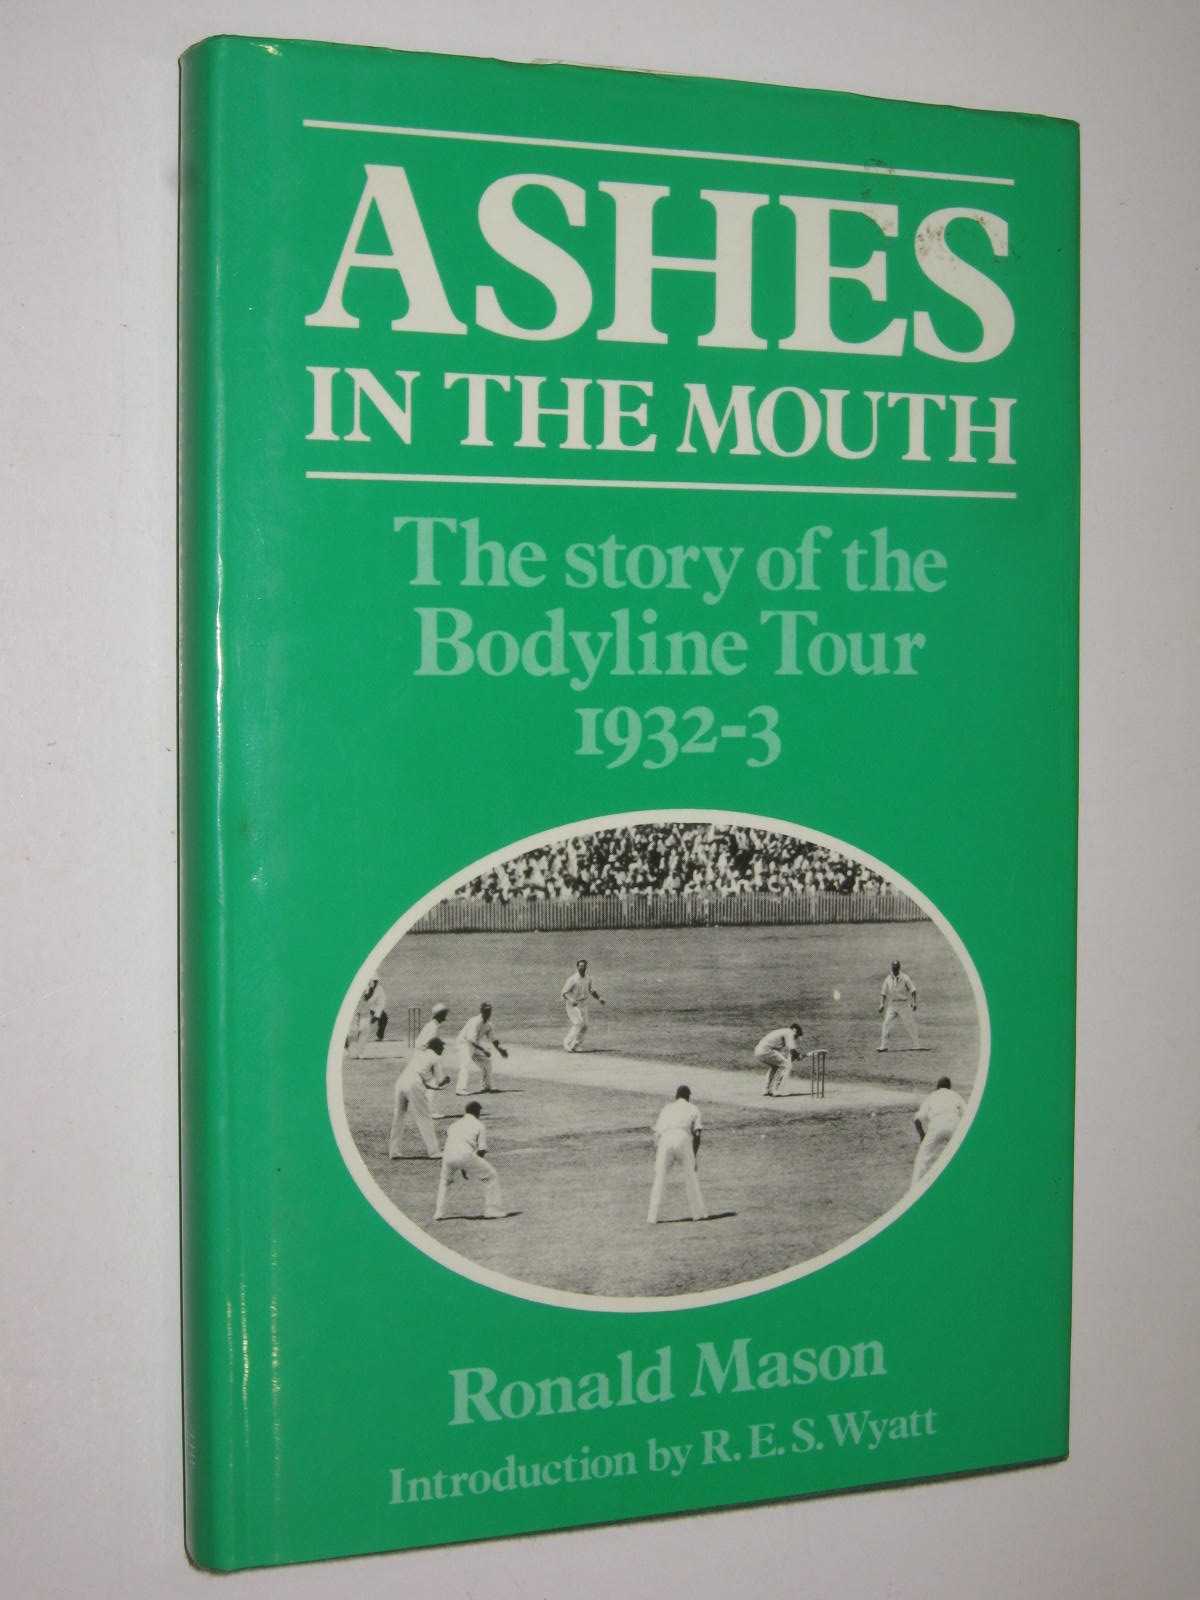 ASHES
IN THE MOUTH
The story of the
Bodyline Tour
1932-3
Ronald Mason
Introduction by R.E.S. Wyatt